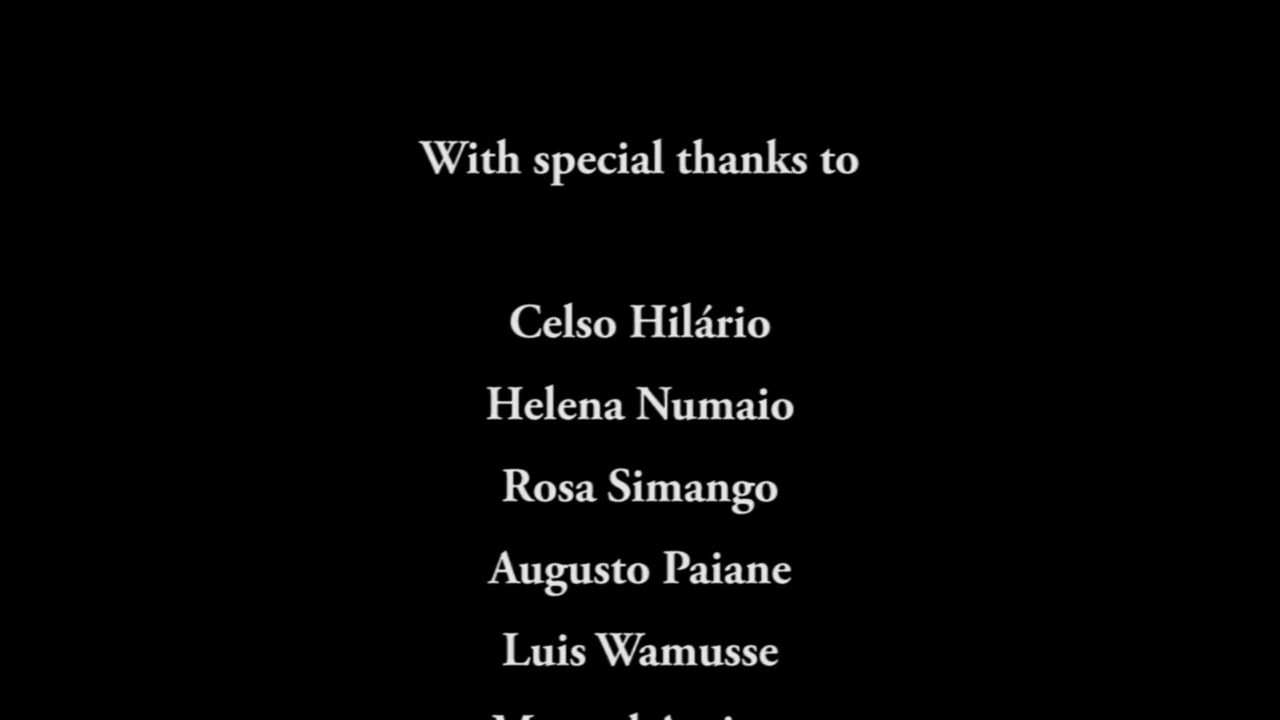 With special thanks to
Celso Hilário
Helena Numaio
Rosa Simango
Augusto Paiane
Luis Wamusse